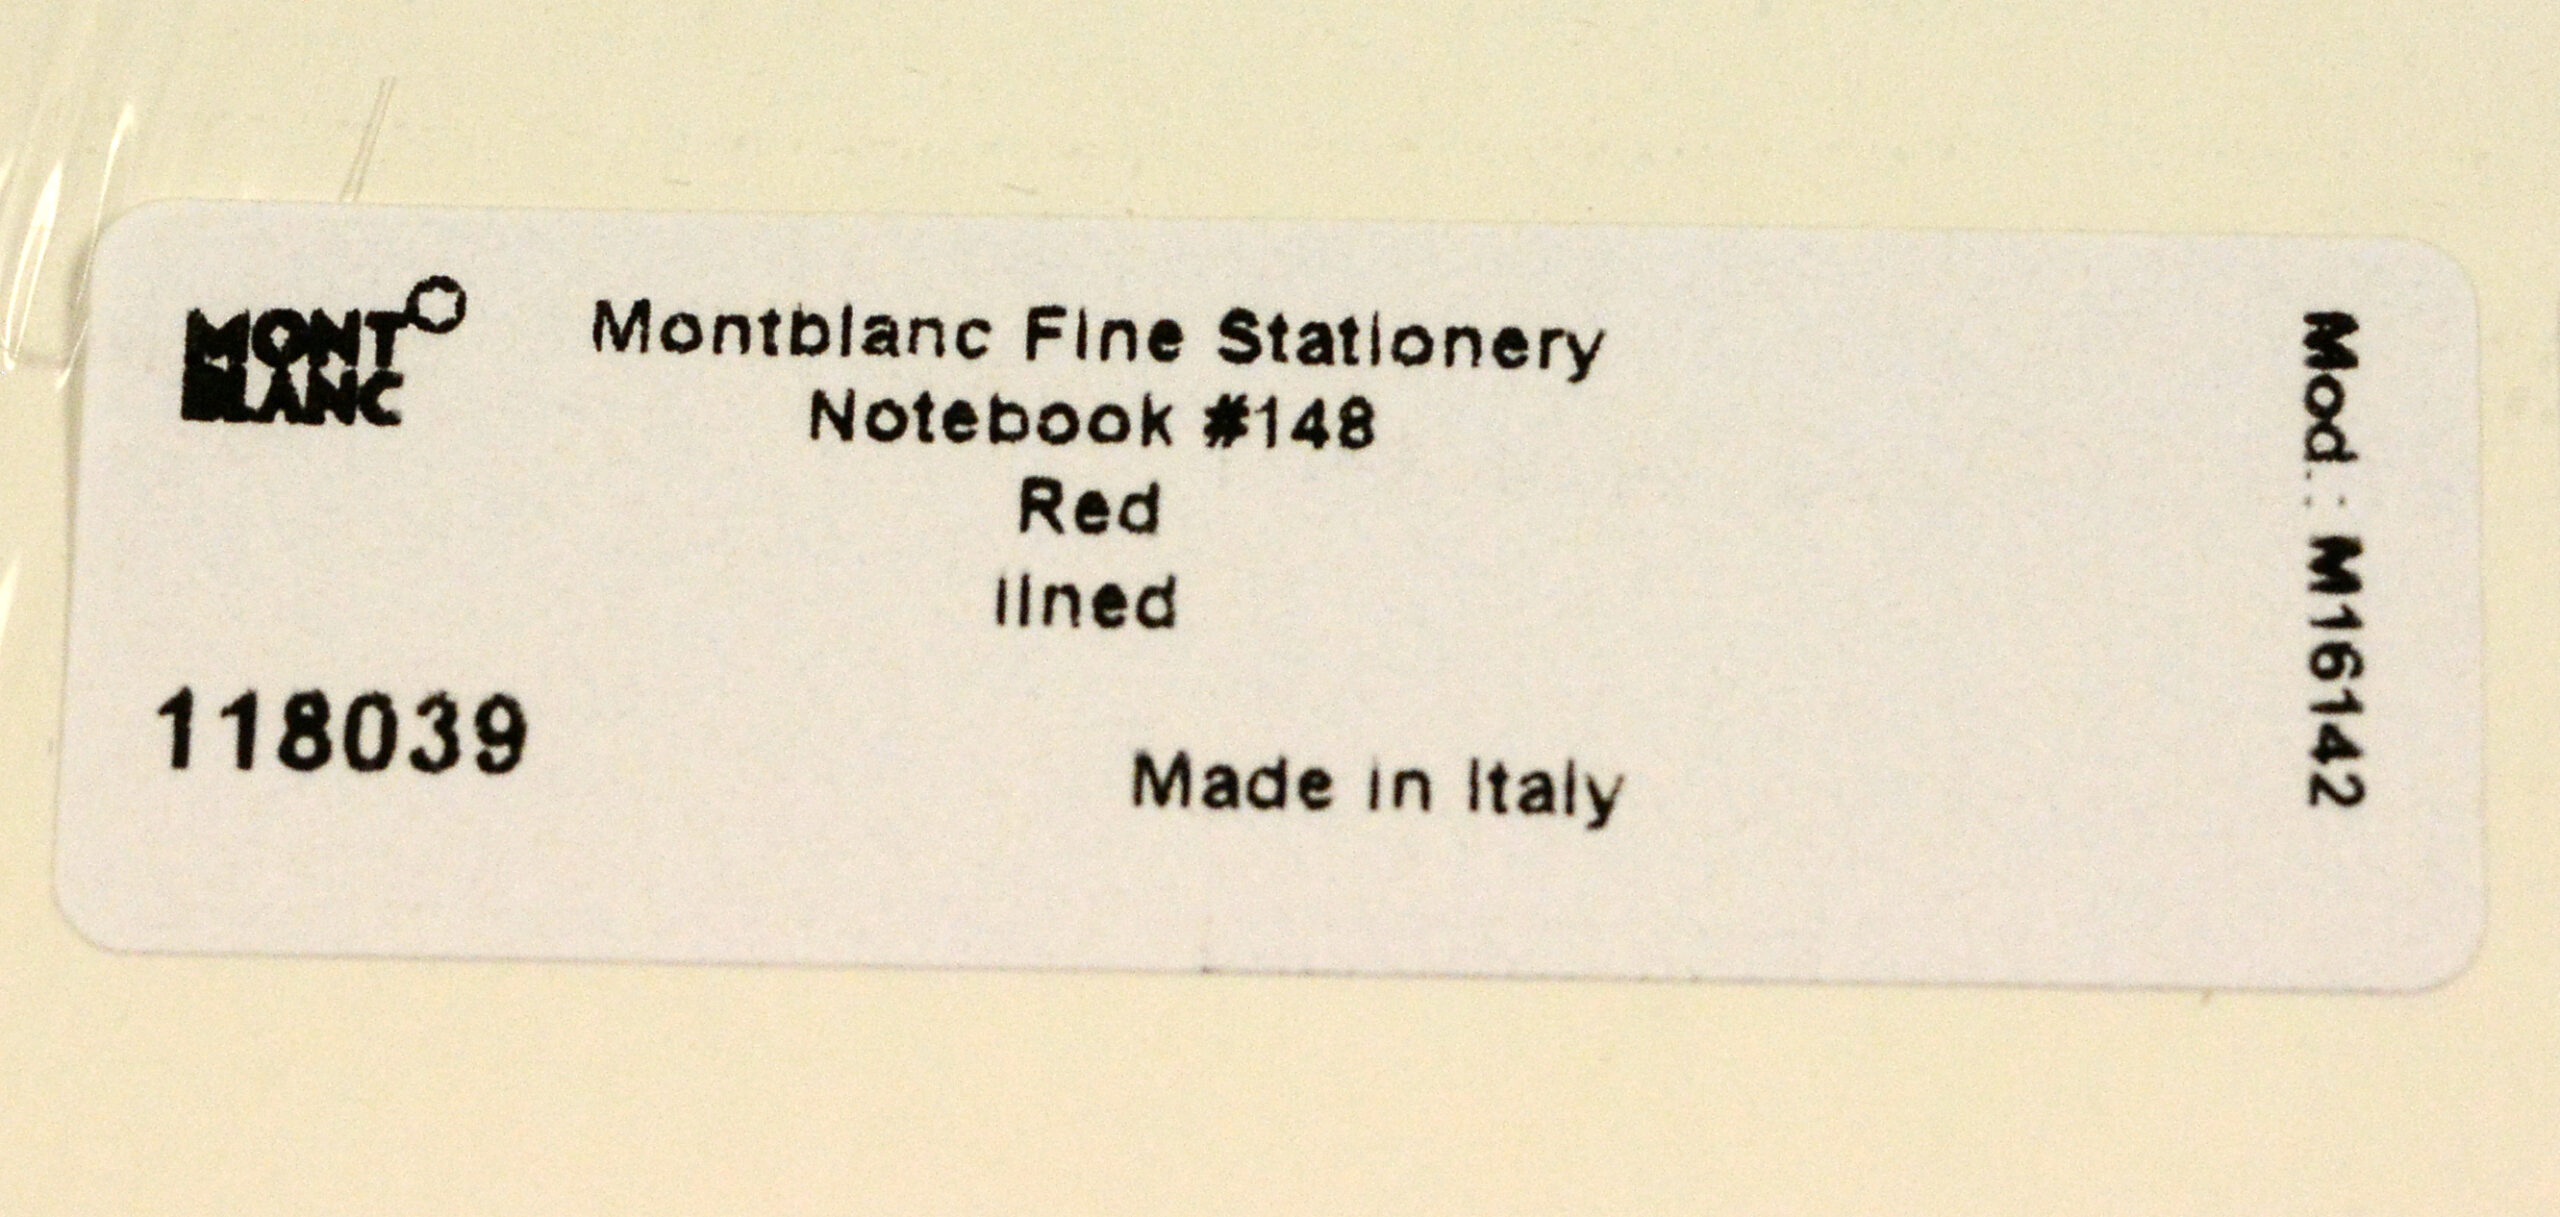 MONT
BLANC
Montblanc Fine Stationery
Notebook #148
Red
lined
118039
Made in Italy
Mod.: M16142